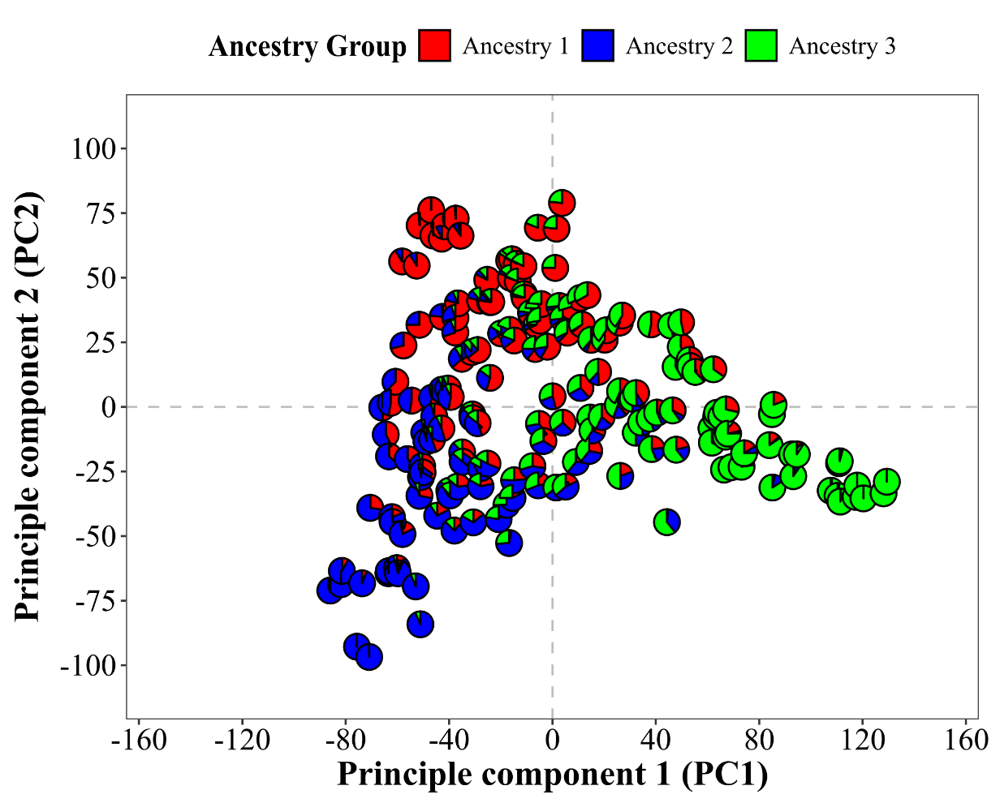 Ancestry Group Ancestry 1 Ancestry 2 Ancestry 3
Principle component 2 (PC2)
100
75
50
25
0
-25
-50
-75
-100
-160 -120 -80 -40 0 40 80 120 160
Principle component 1 (PC1)